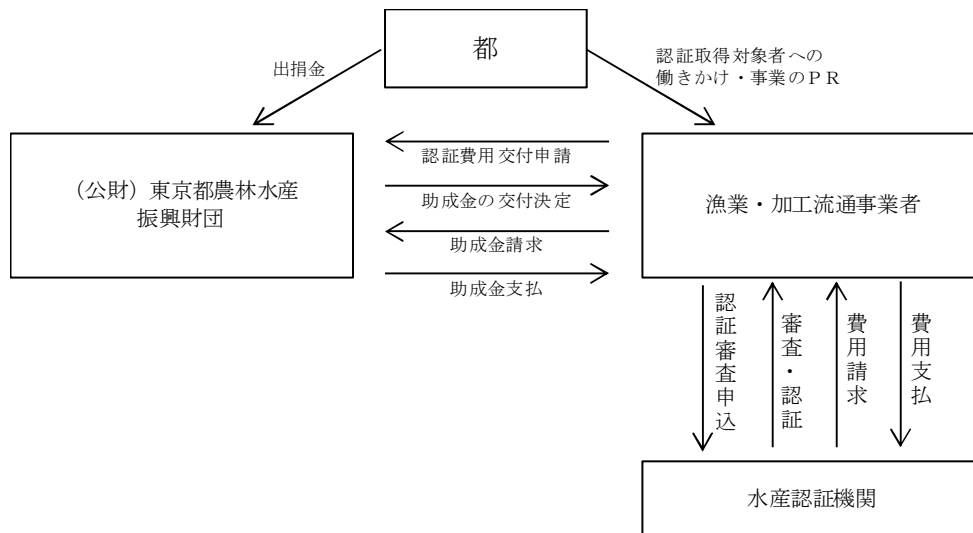 都
出捐金
認証取得対象者への
働きかけ・事業のPR
（公財）東京都農林水産
振興財団
認証費用交付申請
助成金の交付決定
助成金請求
助成金支払
漁業・加工流通事業者
認証審査申込
審査・認証
費用請求
費用支払
水産認証機関